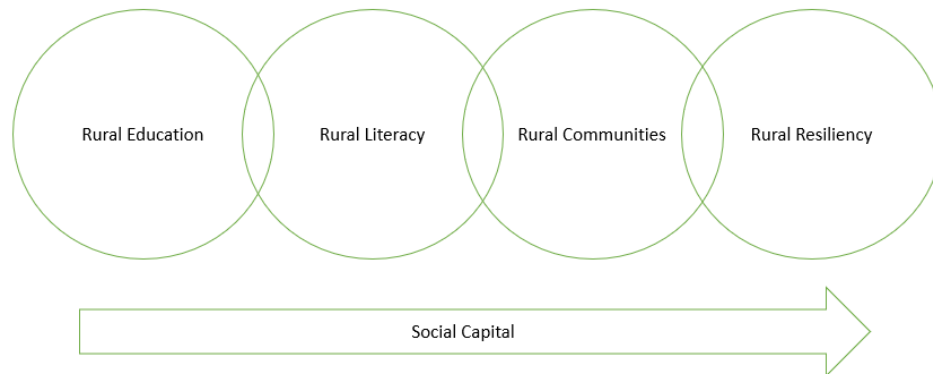 Rural Education
Rural Literacy
Rural Communities
Rural Resiliency
Social Capital